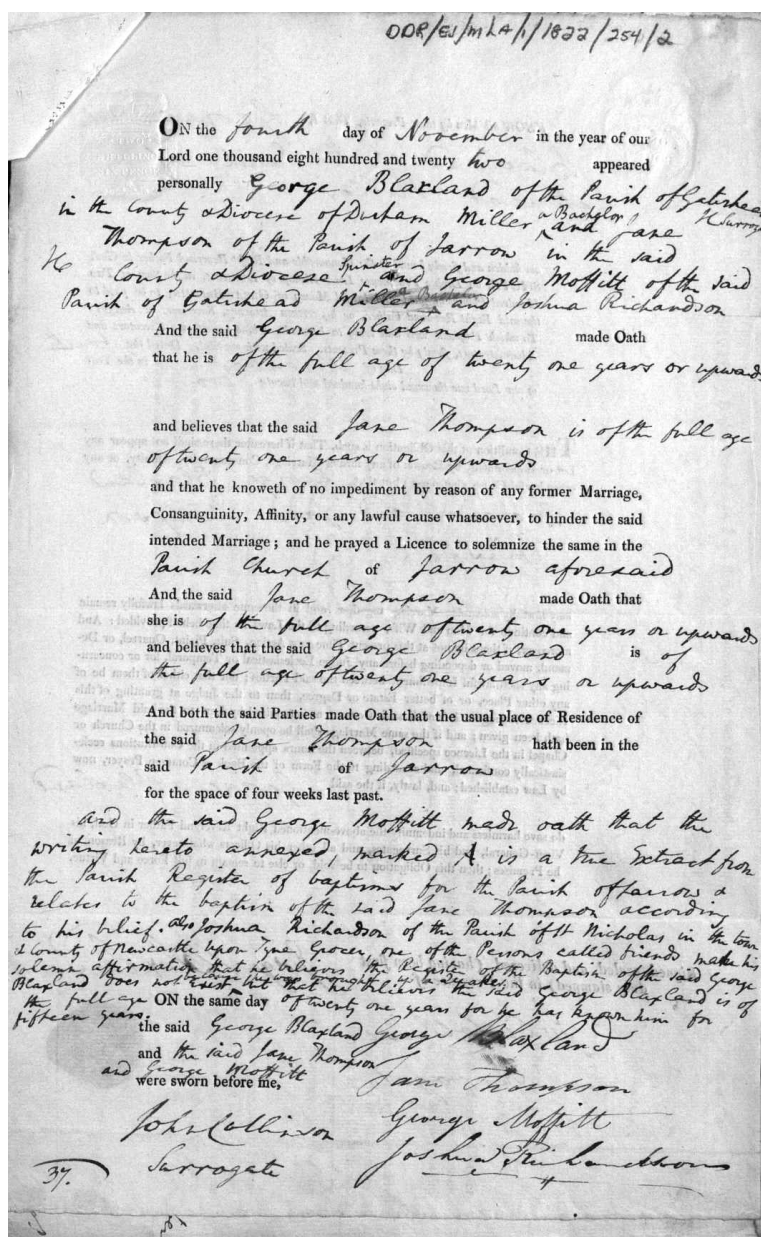 DDR/EJ/MLA/1/1822/254/2
ON the fourth day of November in the year of our
Lord one thousand eight hundred and twenty two appeared
personally George Blaxland of the Parish of Gateshead
in the County & Diocese of Durham Miller a Bachelor and Jane
Thompson of the Parish of Jarrow in the said
County & Diocese Spinster and George Moffitt of the said
Parish of Gateshead Miller and Joshua Richardson
And the said George Blaxland made Oath
that he is of the full age of twenty one years or upwards
and believes that the said Jane Thompson is of the full age
of twenty one years or upwards
and that he knoweth of no impediment by reason of any former Marriage,
Consanguinity, Affinity, or any lawful cause whatsoever, to hinder the said
intended Marriage; and he prayed a Licence to solemnize the same in the
Parish Church of Jarrow aforesaid
And the said Jane Thompson made Oath that
she is of the full age of twenty one years or upwards
and believes that the said George Blaxland is of
the full age of twenty one years or upwards
And both the said Parties made Oath that the usual place of Residence of
the said Jane Thompson hath been in the
said Parish of Jarrow
for the space of four weeks last past.
and the said George Moffitt made oath that the
writing hereto annexed, marked A is a true Extract from
the Parish Register of baptisms for the Parish of Jarrow &
relates to the baptism of the said Jane Thompson according
to his belief. also Joshua Richardson of the Parish of St Nicholas in the town
& County of Newcastle upon Tyne Grocer, one of the Persons called friends make his
solemn affirmation that he believes the Register of the Baptism of the said George
Blaxland does not exist but that he believes the said George Blaxland is of
the full age of twenty one years for he has known him for
fifteen years.
ON the same day
the said George Blaxland George Blaxland
and the said Jane Thompson
and George Moffitt
were sworn before me, Jane Thompson
John Collinson George Moffitt
Surrogate Joshua Richardson
37.